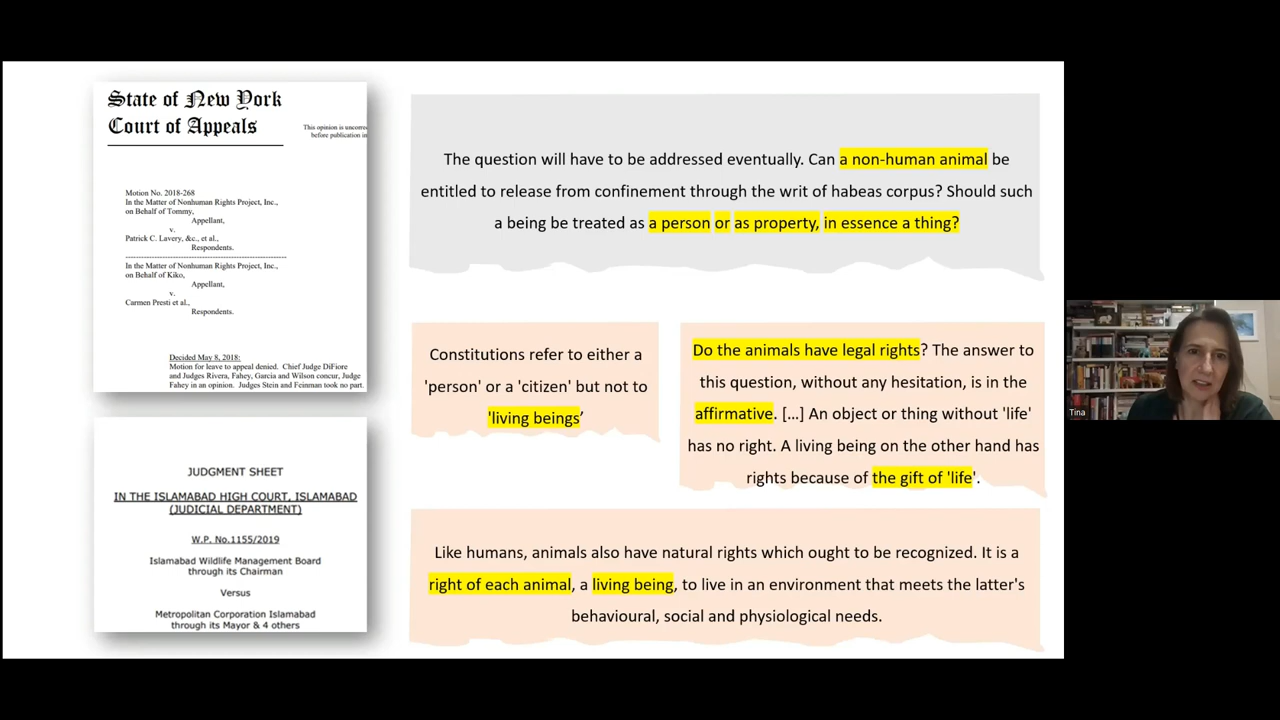 State of New York
Court of Appeals
This opinion is uncorrec
before publication in
Motion No. 2018-268
In the Matter of Nonhuman Rights Project, Inc.,
on Behalf of Tommy,
Appellant,
v.
Patrick C. Lavery, &c., et al.,
Respondents.
------------------------------------------------------------
In the Matter of Nonhuman Rights Project, Inc.,
on Behalf of Kiko,
Appellant,
v.
Carmen Presti et al.,
Respondents.
Decided May 8, 2018:
Motion for leave to appeal denied. Chief Judge DiFiore
and Judges Rivera, Fahey, Garcia and Wilson concur, Judge
Fahey in an opinion. Judges Stein and Feinman took no part.
The question will have to be addressed eventually. Can a non-human animal be
entitled to release from confinement through the writ of habeas corpus? Should such
a being be treated as a person or as property, in essence a thing?
JUDGMENT SHEET
IN THE ISLAMABAD HIGH COURT, ISLAMABAD
(JUDICIAL DEPARTMENT)
W.P. No.1155/2019
Islamabad Wildlife Management Board
through its Chairman
Versus
Metropolitan Corporation Islamabad
through its Mayor & 4 others
Constitutions refer to either a
'person' or a 'citizen' but not to
'living beings'
Do the animals have legal rights? The answer to
this question, without any hesitation, is in the
affirmative. […] An object or thing without 'life'
has no right. A living being on the other hand has
rights because of the gift of 'life'.
Like humans, animals also have natural rights which ought to be recognized. It is a
right of each animal, a living being, to live in an environment that meets the latter's
behavioural, social and physiological needs.
Tina